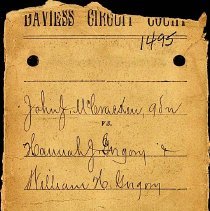 DAVIESS CIRCUIT COURT
1495
John J. McCracken gdn
VS.
Hannah J. Gregory &
William H. Gregory